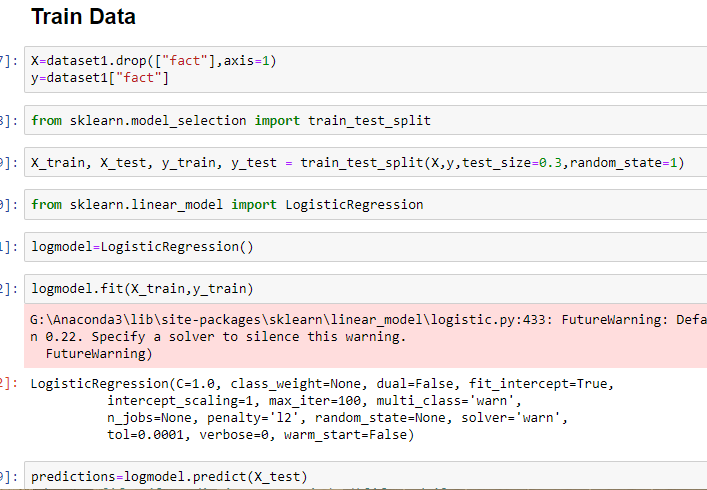 Train Data
7]: X=dataset1.drop(["fact"],axis=1)
y=dataset1["fact"]
8]: from sklearn.model_selection import train_test_split
9]: X_train, X_test, y_train, y_test = train_test_split(X,y,test_size=0.3,random_state=1)
0]: from sklearn.linear_model import LogisticRegression
1]: logmodel=LogisticRegression()
2]: logmodel.fit(X_train,y_train)
G:\Anaconda3\lib\site-packages\sklearn\linear_model\logistic.py:433: FutureWarning: Defa
n 0.22. Specify a solver to silence this warning.
FutureWarning)
2]: LogisticRegression(C=1.0, class_weight=None, dual=False, fit_intercept=True,
intercept_scaling=1, max_iter=100, multi_class='warn',
n_jobs=None, penalty='l2', random_state=None, solver='warn',
tol=0.0001, verbose=0, warm_start=False)
9]: predictions=logmodel.predict(X_test)